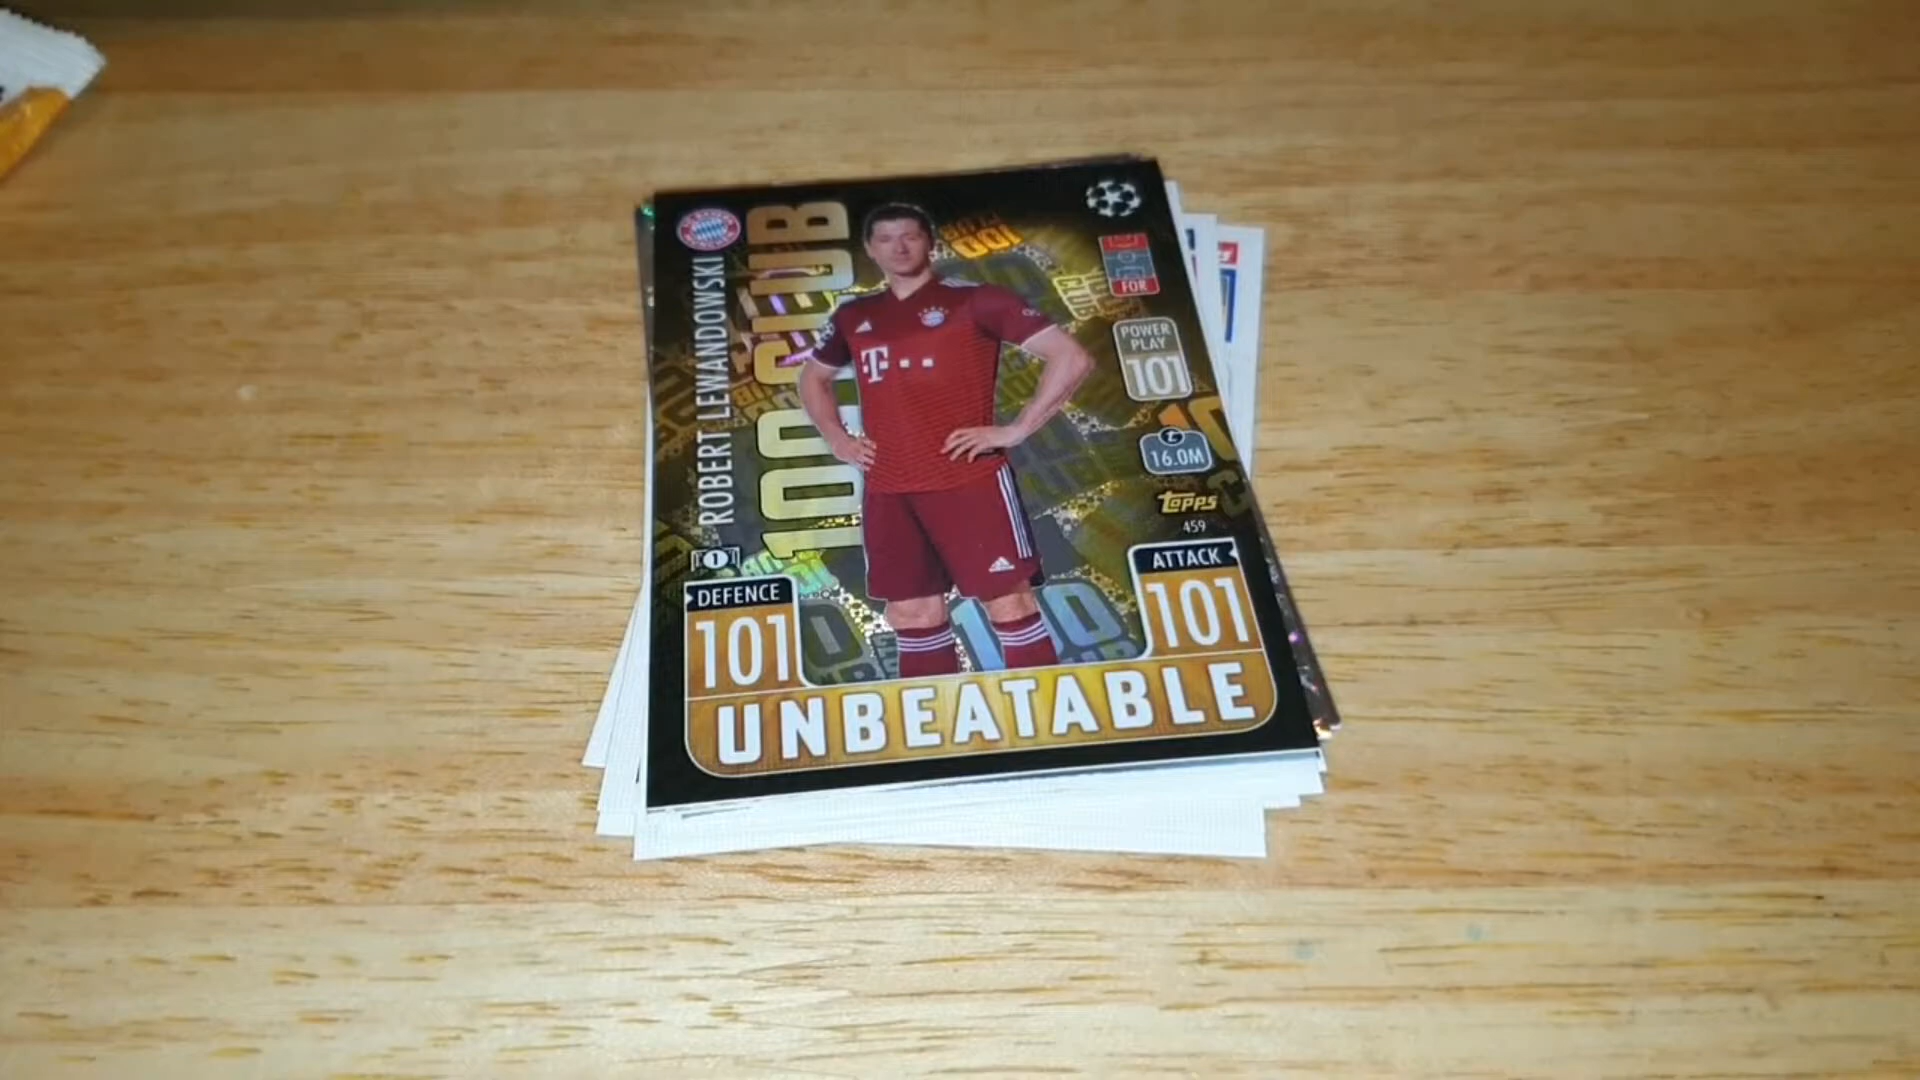 ROBERT LEWANDOWSKI
100 CLUB
FOR
POWER
PLAY
101
16.0M
topps
459
1
DEFENCE
101
ATTACK
101
UNBEATABLE